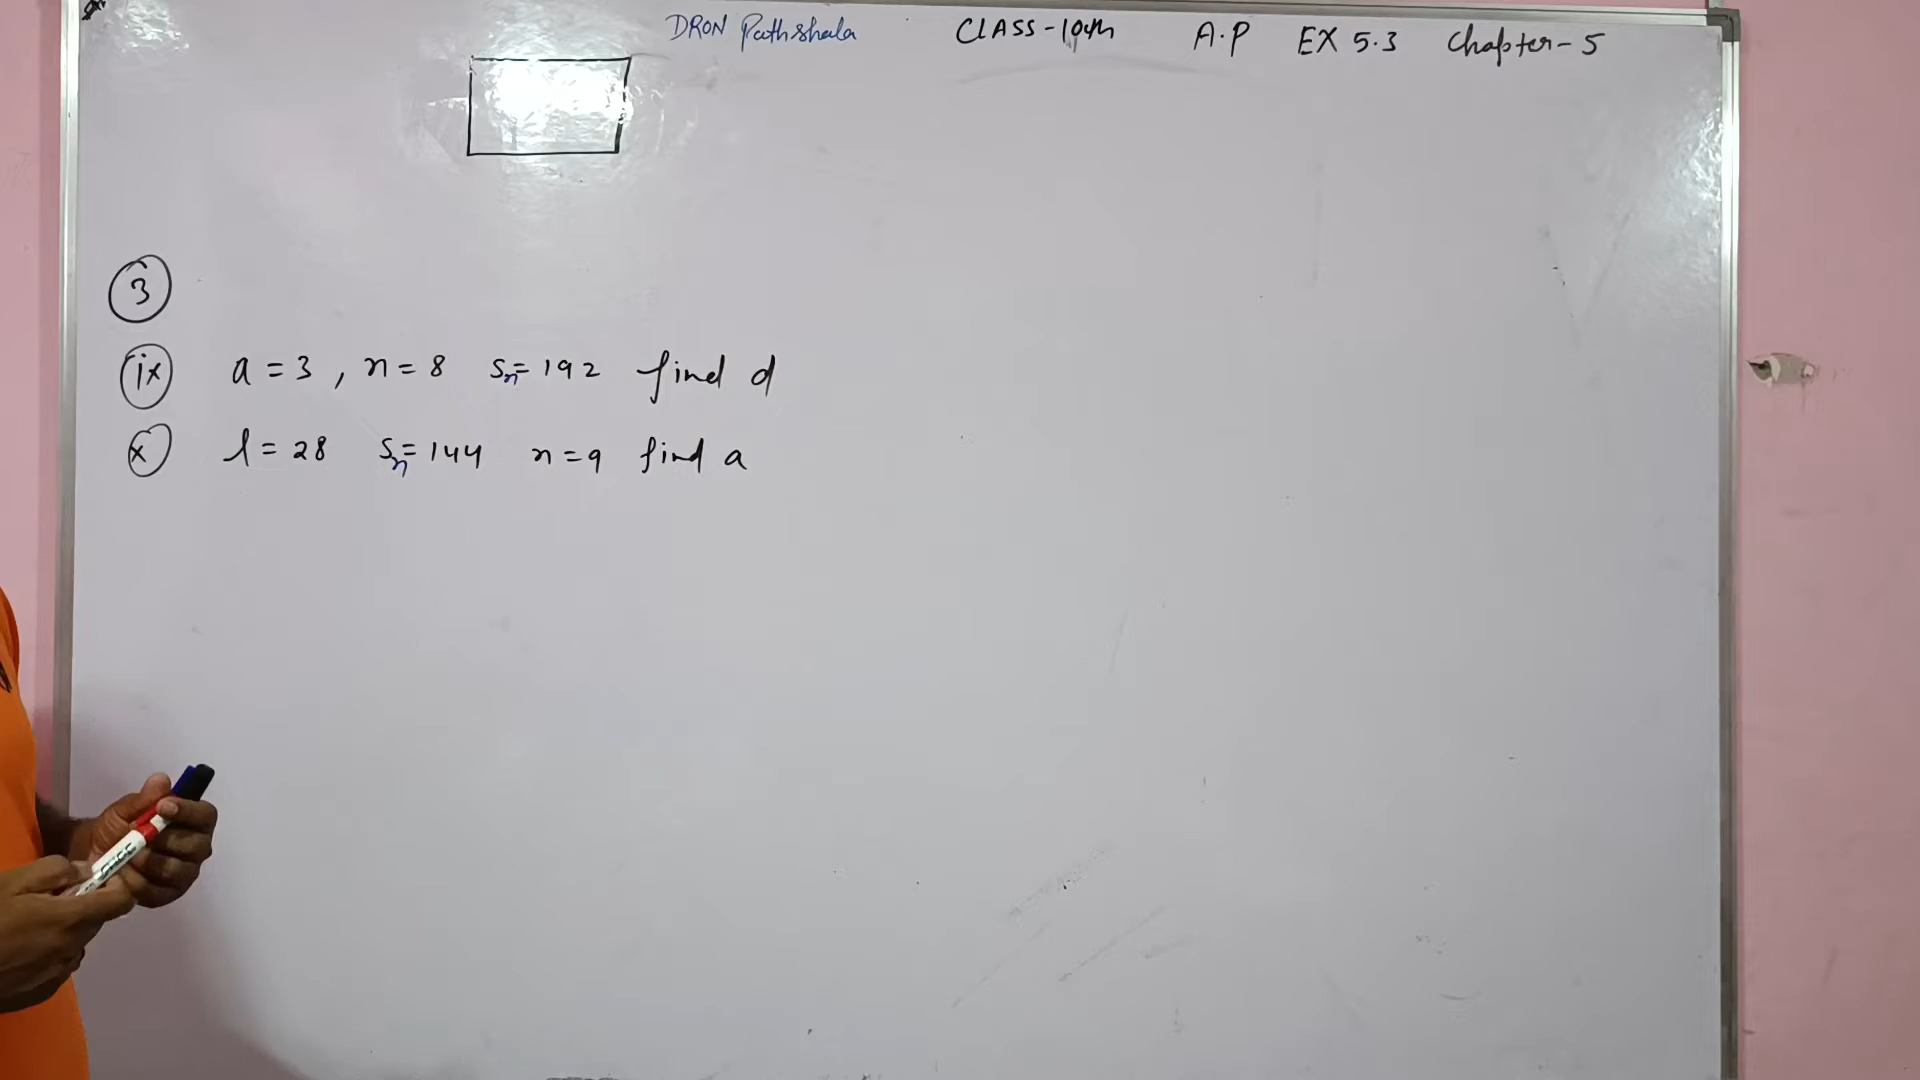 DRON Pathshala CLASS-10th A.P EX 5.3 Chapter-5
3
ix a = 3 , n = 8 Sn = 192 find d
x l = 28 Sn = 144 n = 9 find a